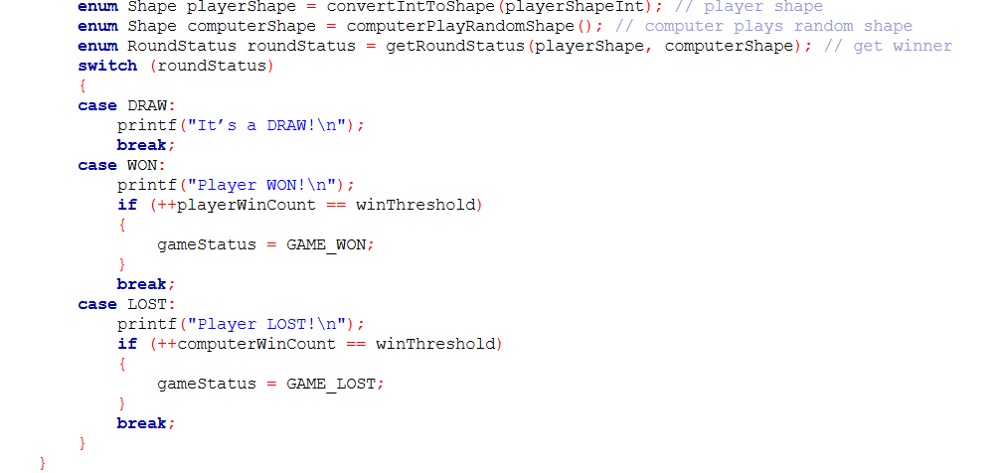 enum Shape playerShape = convertIntToShape(playerShapeInt); // player shape
enum Shape computerShape = computerPlayRandomShape(); // computer plays random shape
enum RoundStatus roundStatus = getRoundStatus(playerShape, computerShape); // get winner
switch (roundStatus)
{
case DRAW:
printf("It’s a DRAW!\n");
break;
case WON:
printf("Player WON!\n");
if (++playerWinCount == winThreshold)
{
gameStatus = GAME_WON;
}
break;
case LOST:
printf("Player LOST!\n");
if (++computerWinCount == winThreshold)
{
gameStatus = GAME_LOST;
}
break;
}
}